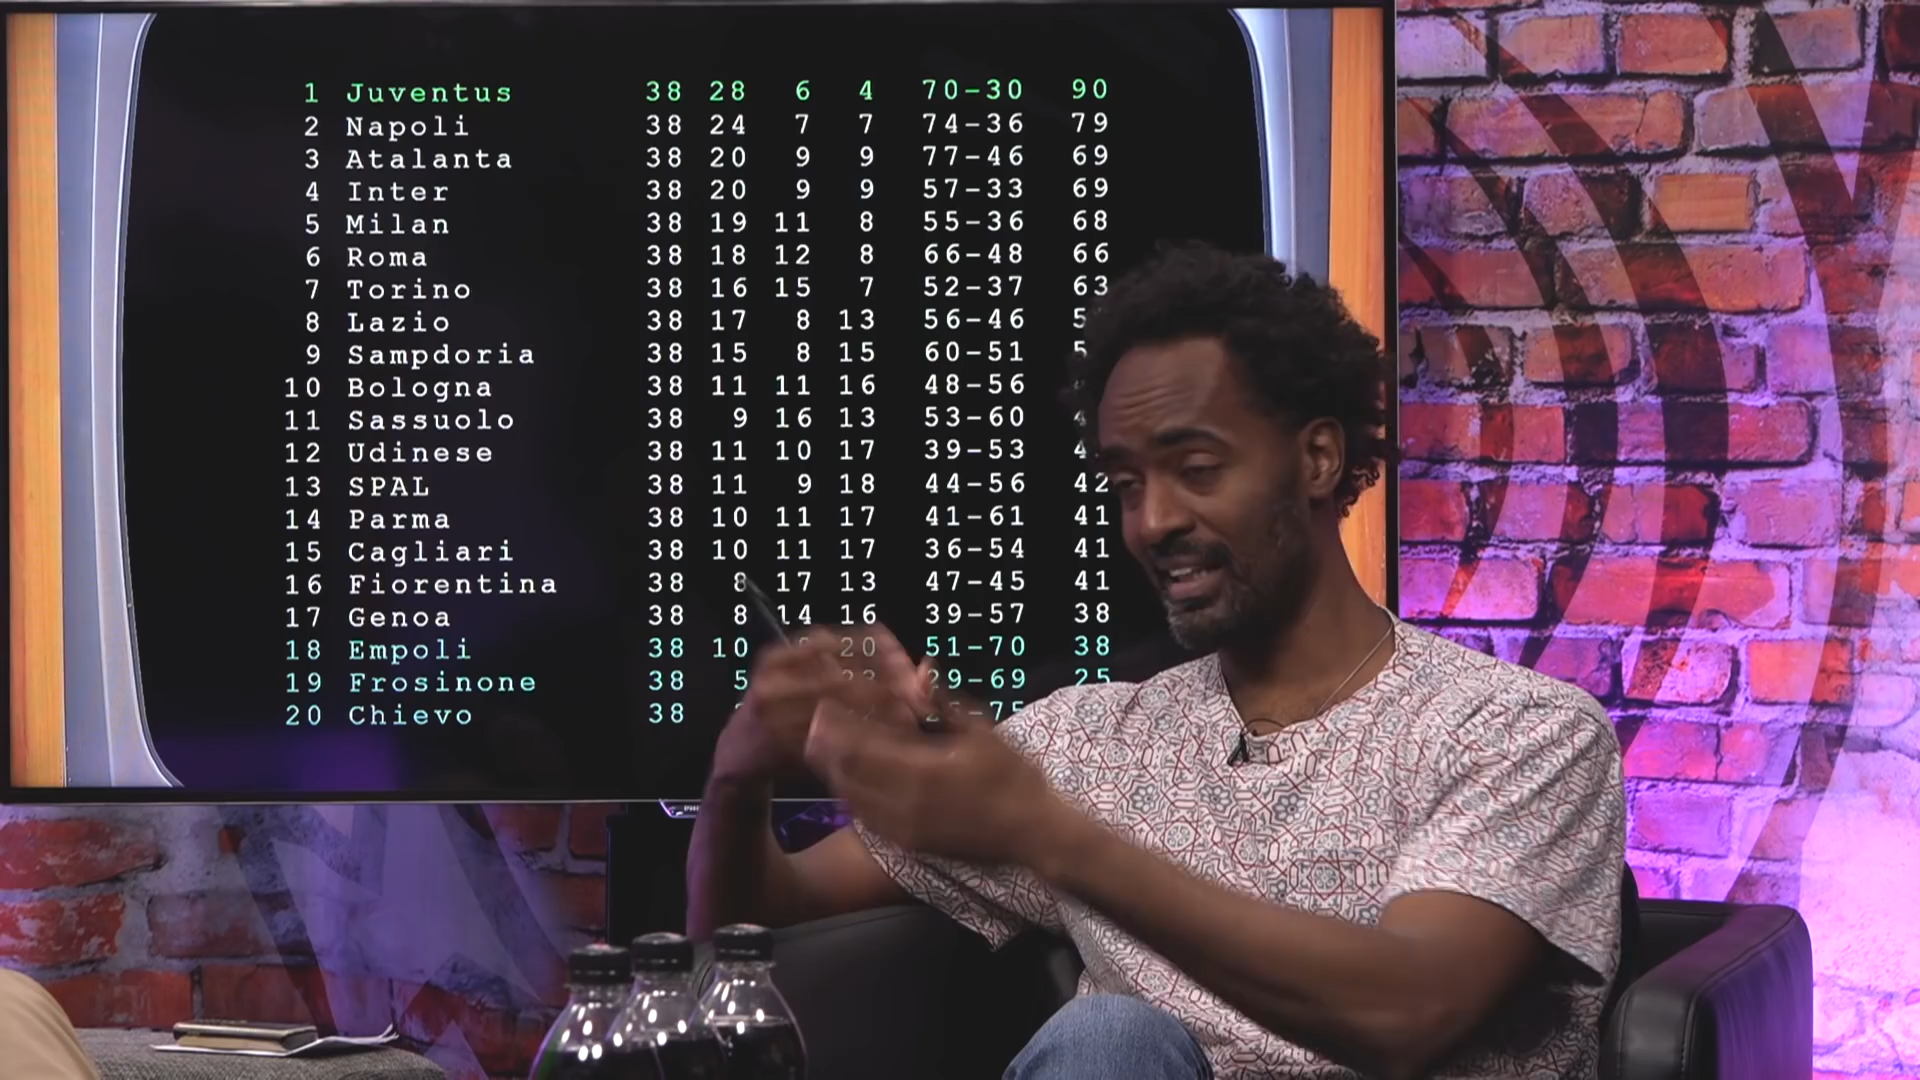 1 Juventus 38 28 6 4 70-30 90
2 Napoli 38 24 7 7 74-36 79
3 Atalanta 38 20 9 9 77-46 69
4 Inter 38 20 9 9 57-33 69
5 Milan 38 19 11 8 55-36 68
6 Roma 38 18 12 8 66-48 66
7 Torino 38 16 15 7 52-37 63
8 Lazio 38 17 8 13 56-46
9 Sampdoria 38 15 8 15 60-51
10 Bologna 38 11 11 16 48-56
11 Sassuolo 38 9 16 13 53-60
12 Udinese 38 11 10 17 39-53
13 SPAL 38 11 9 18 44-56 42
14 Parma 38 10 11 17 41-61 41
15 Cagliari 38 10 11 17 36-54 41
16 Fiorentina 38 8 17 13 47-45 41
17 Genoa 38 8 14 16 39-57 38
18 Empoli 38 10 20 51-70 38
19 Frosinone 38 5 29-69 25
20 Chievo 38